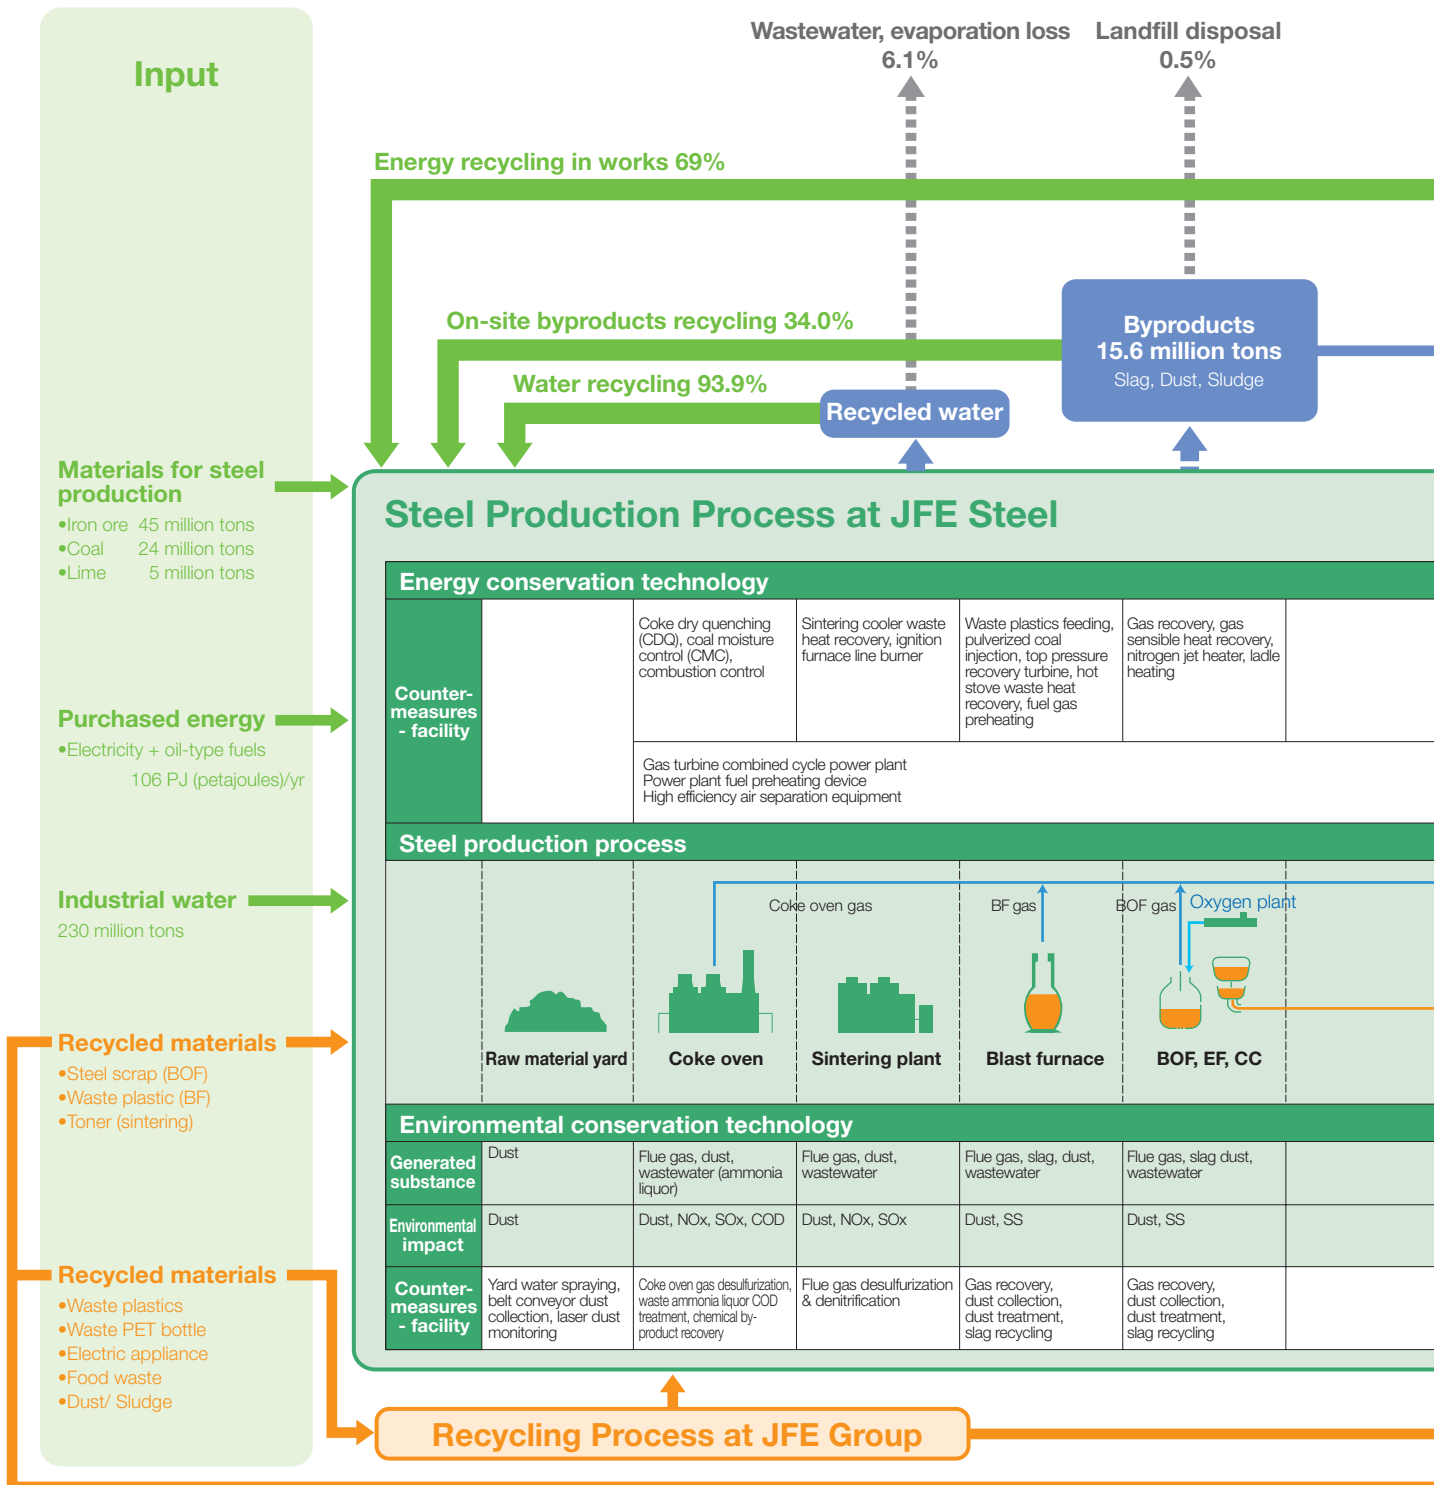 Input
Wastewater, evaporation loss
6.1%
Landfill disposal
0.5%
Energy recycling in works 69%
On-site byproducts recycling 34.0%
Byproducts
15.6 million tons
Slag, Dust, Sludge
Water recycling 93.9%
Recycled water
Materials for steel
production
•Iron ore 45 million tons
•Coal 24 million tons
•Lime 5 million tons
Purchased energy
•Electricity + oil-type fuels
106 PJ (petajoules)/yr
Industrial water
230 million tons
Recycled materials
•Steel scrap (BOF)
•Waste plastic (BF)
•Toner (sintering)
Recycled materials
•Waste plastics
•Waste PET bottle
•Electric appliance
•Food waste
•Dust/ Sludge
Steel Production Process at JFE Steel
Energy conservation technology
Counter-
measures
- facility
Coke dry quenching
(CDQ), coal moisture
control (CMC),
combustion control
Sintering cooler waste
heat recovery, ignition
furnace line burner
Waste plastics feeding,
pulverized coal
injection, top pressure
recovery turbine, hot
stove waste heat
recovery, fuel gas
preheating
Gas recovery, gas
sensible heat recovery,
nitrogen jet heater, ladle
heating
Gas turbine combined cycle power plant
Power plant fuel preheating device
High efficiency air separation equipment
Steel production process
Coke oven gas
BF gas
BOF gas
Oxygen plant
Raw material yard
Coke oven
Sintering plant
Blast furnace
BOF, EF, CC
Environmental conservation technology
Generated
substance
Dust
Flue gas, dust,
wastewater (ammonia
liquor)
Flue gas, dust,
wastewater
Flue gas, slag, dust,
wastewater
Flue gas, slag dust,
wastewater
Environmental
impact
Dust
Dust, NOx, SOx, COD
Dust, NOx, SOx
Dust, SS
Dust, SS
Counter-
measures
- facility
Yard water spraying,
belt conveyor dust
collection, laser dust
monitoring
Coke oven gas desulfurization,
waste ammonia liquor COD
treatment, chemical by-
product recovery
Flue gas desulfurization
& denitrification
Gas recovery,
dust collection,
dust treatment,
slag recycling
Gas recovery,
dust collection,
dust treatment,
slag recycling
Recycling Process at JFE Group